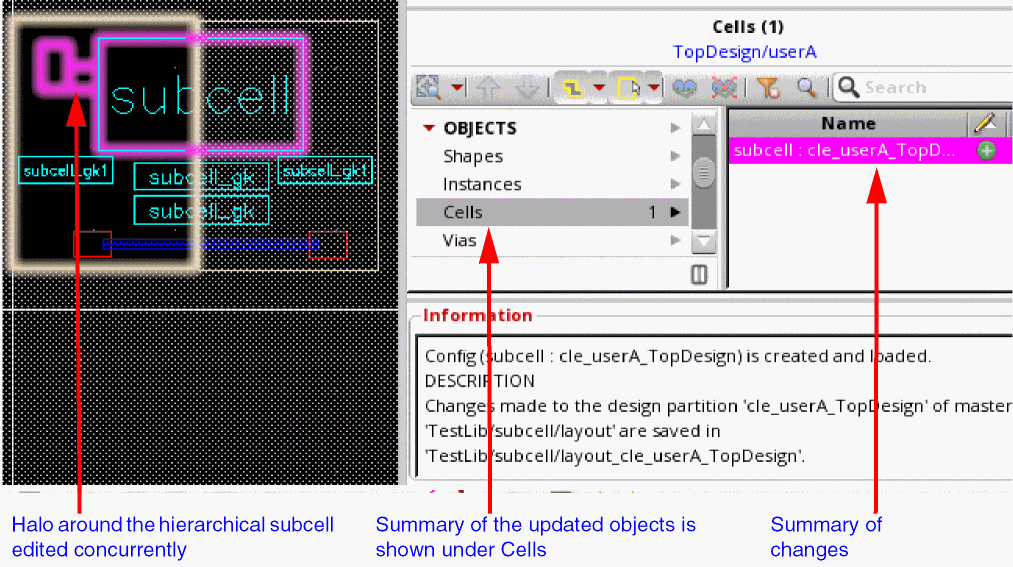 subcell
subcell_gk1
subcell_gk
subcell_gk1
subcell_gk
Cells (1)
TopDesign/userA
Search
OBJECTS
Shapes
Instances
Cells 1
Vias
Name
subcell : cle_userA_TopD...
Information
Config (subcell : cle_userA_TopDesign) is created and loaded.
DESCRIPTION
Changes made to the design partition 'cle_userA_TopDesign' of master
'TestLib/subcell/layout' are saved in
'TestLib/subcell/layout_cle_userA_TopDesign'.
Halo around the hierarchical subcell
edited concurrently
Summary of the updated objects is
shown under Cells
Summary of
changes